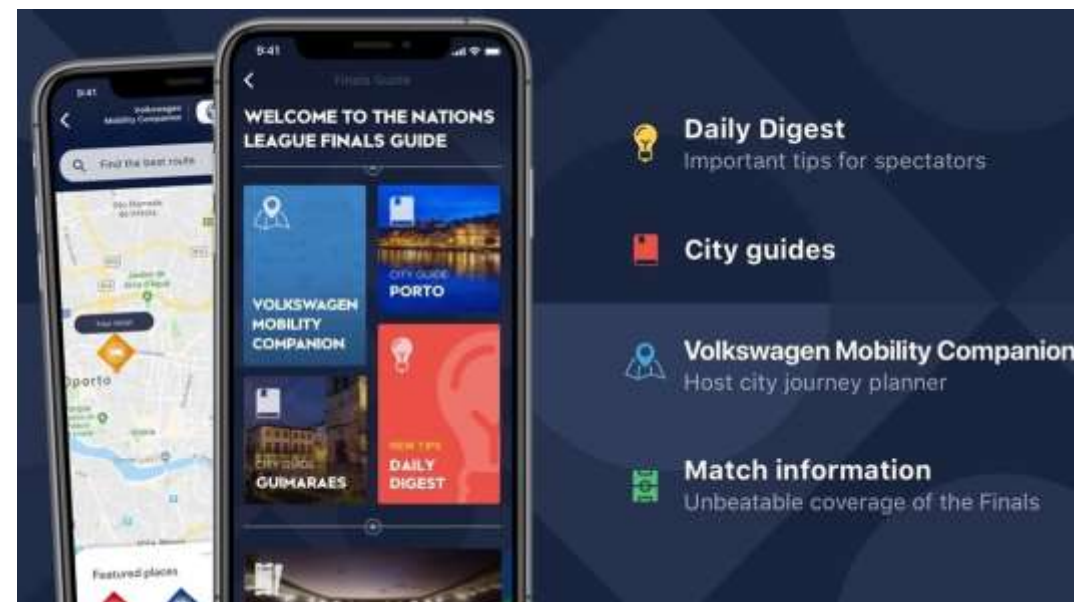 9:41
Volkswagen
Mobility Companion
Find the best route
Oporto
Featured places
9:41
Finals Guide
WELCOME TO THE NATIONS
LEAGUE FINALS GUIDE
VOLKSWAGEN
MOBILITY
COMPANION
CITY GUIDE
PORTO
CITY GUIDE
GUIMARAES
NEW TIPS
DAILY
DIGEST
Daily Digest
Important tips for spectators
City guides
Volkswagen Mobility Companion
Host city journey planner
Match information
Unbeatable coverage of the Finals